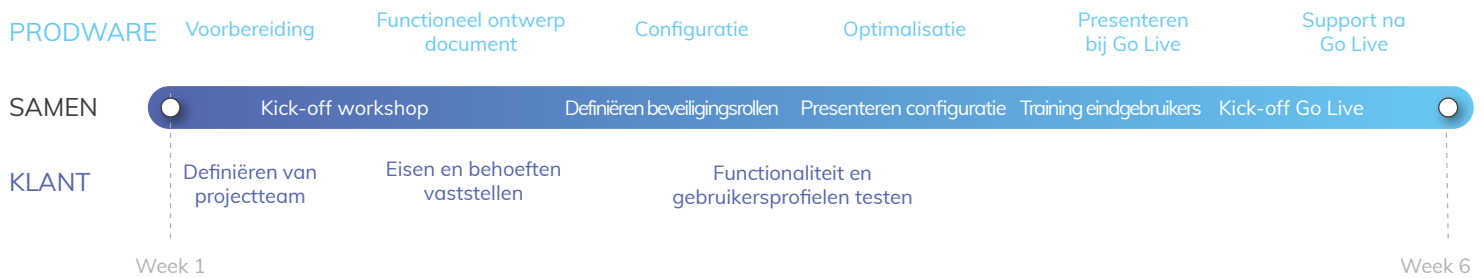 PRODWARE
Voorbereiding
Functioneel ontwerp
document
Configuratie
Optimalisatie
Presenteren
bij Go Live
Support na
Go Live
SAMEN
Kick-off workshop
Definiëren beveiligingsrollen
Presenteren configuratie
Training eindgebruikers
Kick-off Go Live
KLANT
Definiëren van
projectteam
Eisen en behoeften
vaststellen
Functionaliteit en
gebruikersprofielen testen
Week 1
Week 6